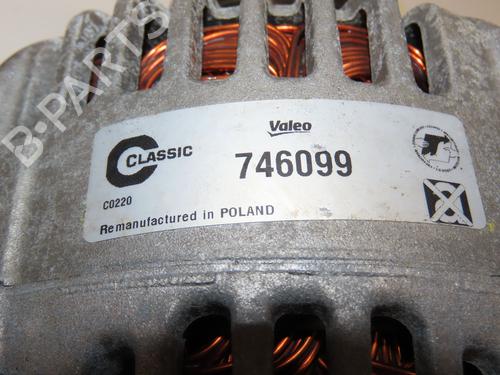 B-PARTS
Valeo
C CLASSIC
746099
C0220
Remanufactured in POLAND